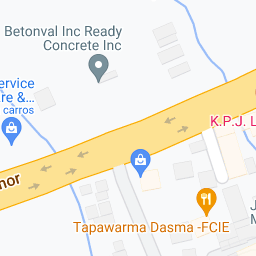 Betonval Inc Ready
Concrete Inc
ervice
re &...
carros
K.P.J. L
nor
Tapawarma Dasma -FCIE
J
M